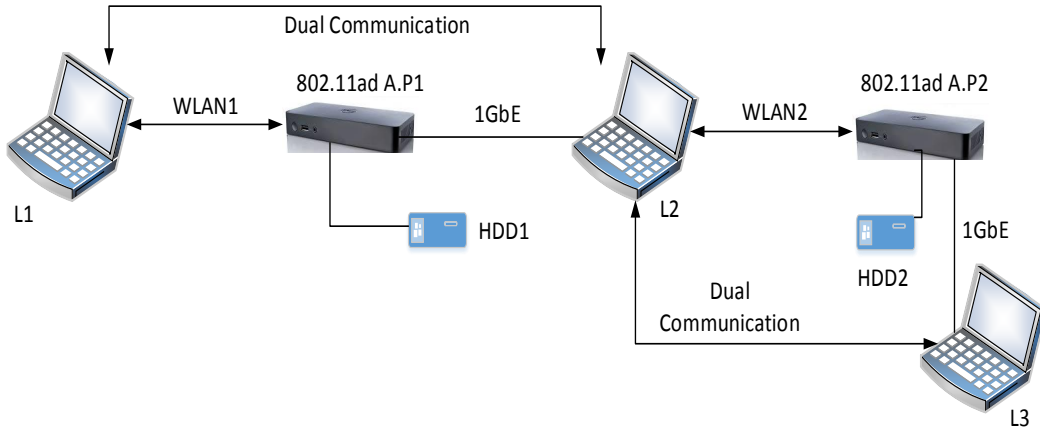 Dual Communication
802.11ad A.P1
802.11ad A.P2
WLAN1
1GbE
WLAN2
L1
L2
HDD1
1GbE
HDD2
Dual
Communication
L3